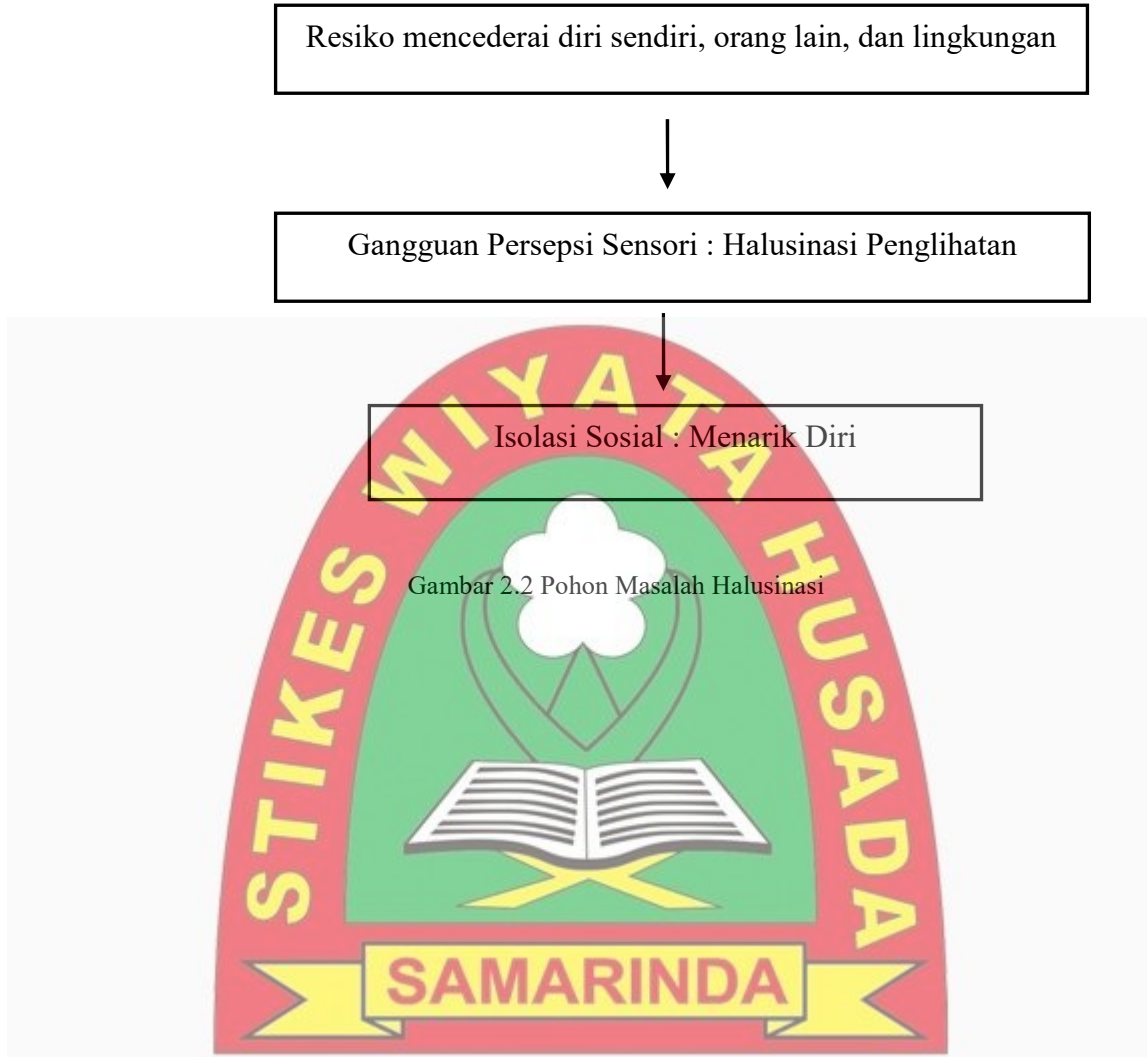 Resiko mencederai diri sendiri, orang lain, dan lingkungan
Gangguan Persepsi Sensori : Halusinasi Penglihatan
Isolasi Sosial : Menarik Diri
Gambar 2.2 Pohon Masalah Halusinasi
STIKES WIYATA HUSADA
SAMARINDA